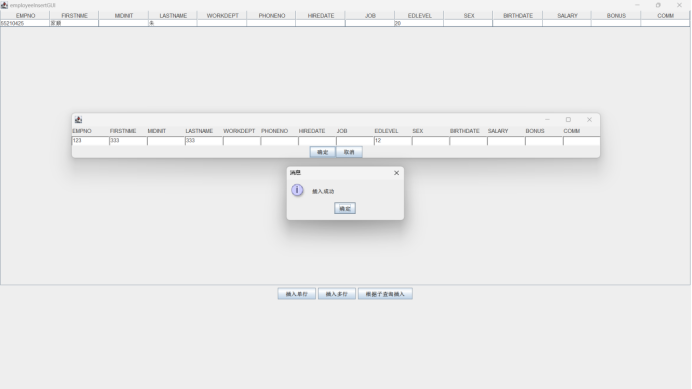 employeeInsertGUI
EMPNO FIRSTNME MIDINIT LASTNAME WORKDEPT PHONENO HIREDATE JOB EDLEVEL SEX BIRTHDATE SALARY BONUS COMM
55210425 20
EMPNO FIRSTNME MIDINIT LASTNAME WORKDEPT PHONENO HIREDATE JOB EDLEVEL SEX BIRTHDATE SALARY BONUS COMM
123 333 333 12
确定 取消
消息
插入成功
确定
插入单行 插入多行 根据子查询插入